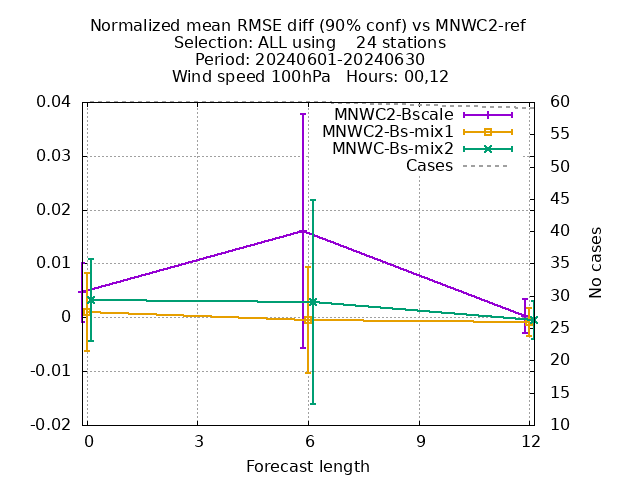 Normalized mean RMSE diff (90% conf) vs MNWC2-ref
Selection: ALL using    24 stations
Period: 20240601-20240630
Wind speed 100hPa   Hours: 00,12
MNWC2-Bscale
MNWC2-Bs-mix1
MNWC-Bs-mix2
Cases
0.04
0.03
0.02
0.01
0
-0.01
-0.02
60
55
50
45
40
35
30
25
20
15
10
No cases
0 3 6 9 12
Forecast length